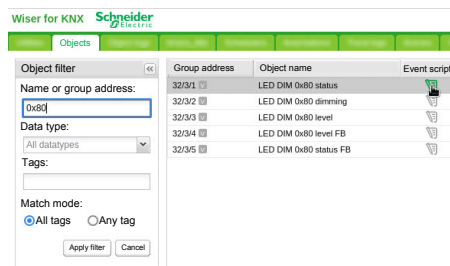 Wiser for KNX Schneider Electric
Objects
Object filter
Name or group address:
0x80
Data type:
All datatypes
Tags:
Match mode:
All tags Any tag
Apply filter Cancel
Group address Object name Event script
32/3/1 LED DIM 0x80 status
32/3/2 LED DIM 0x80 dimming
32/3/3 LED DIM 0x80 level
32/3/4 LED DIM 0x80 level FB
32/3/5 LED DIM 0x80 status FB